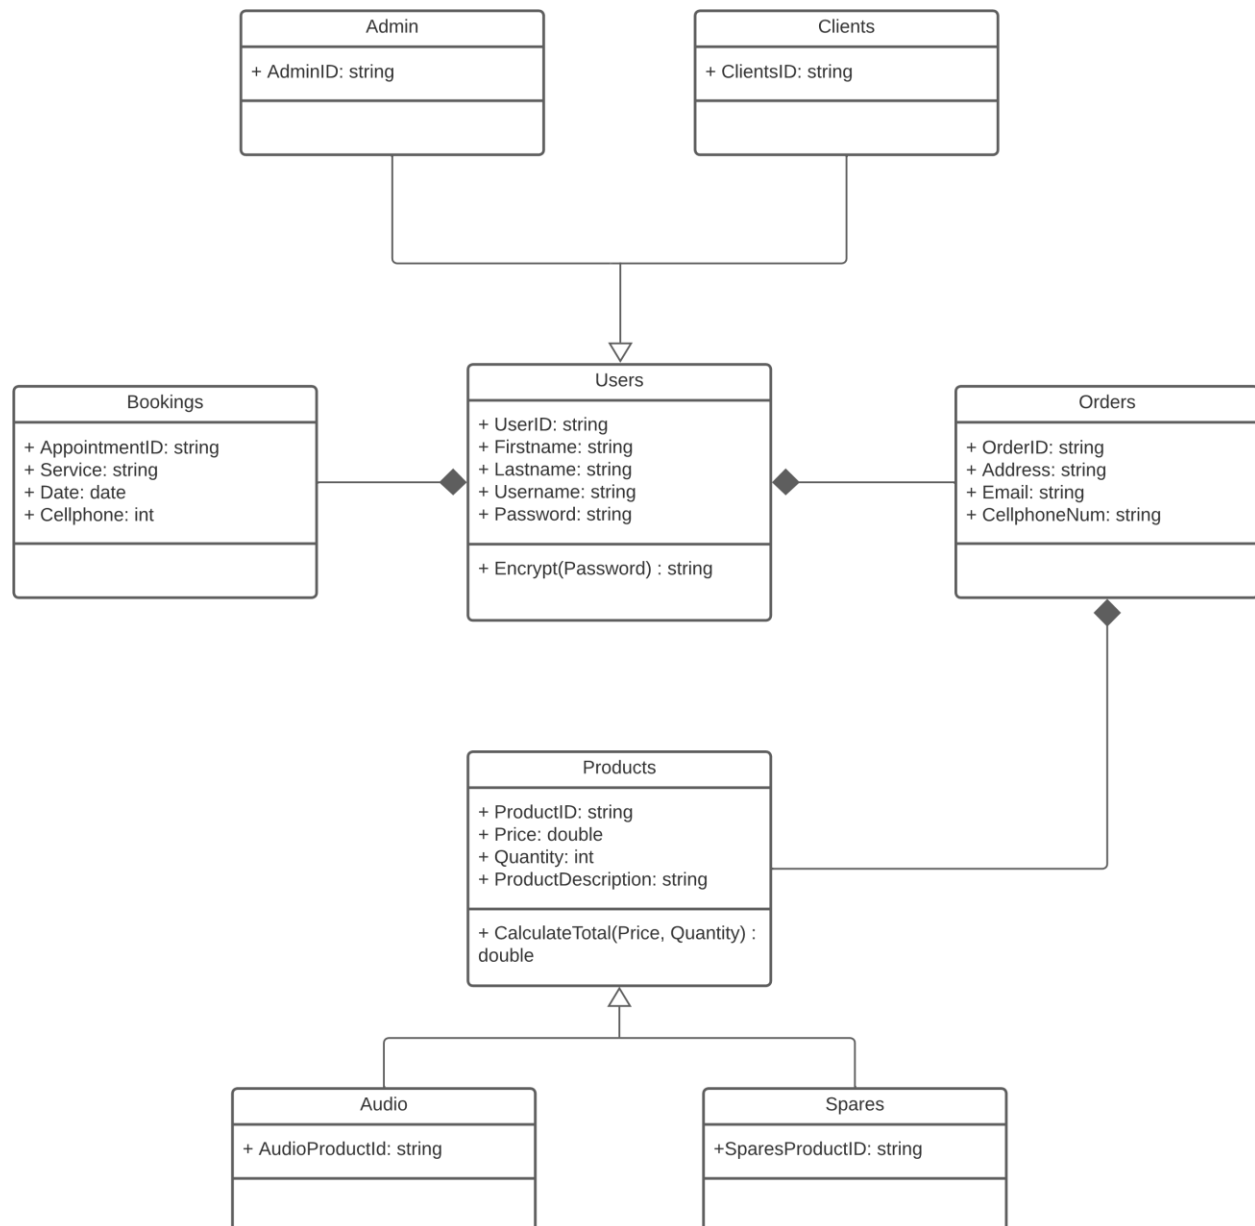 Admin
+ AdminID: string
Clients
+ ClientsID: string
Bookings
+ AppointmentID: string
+ Service: string
+ Date: date
+ Cellphone: int
Users
+ UserID: string
+ Firstname: string
+ Lastname: string
+ Username: string
+ Password: string
+ Encrypt(Password) : string
Orders
+ OrderID: string
+ Address: string
+ Email: string
+ CellphoneNum: string
Products
+ ProductID: string
+ Price: double
+ Quantity: int
+ ProductDescription: string
+ CalculateTotal(Price, Quantity) :
double
Audio
+ AudioProductId: string
Spares
+SparesProductID: string